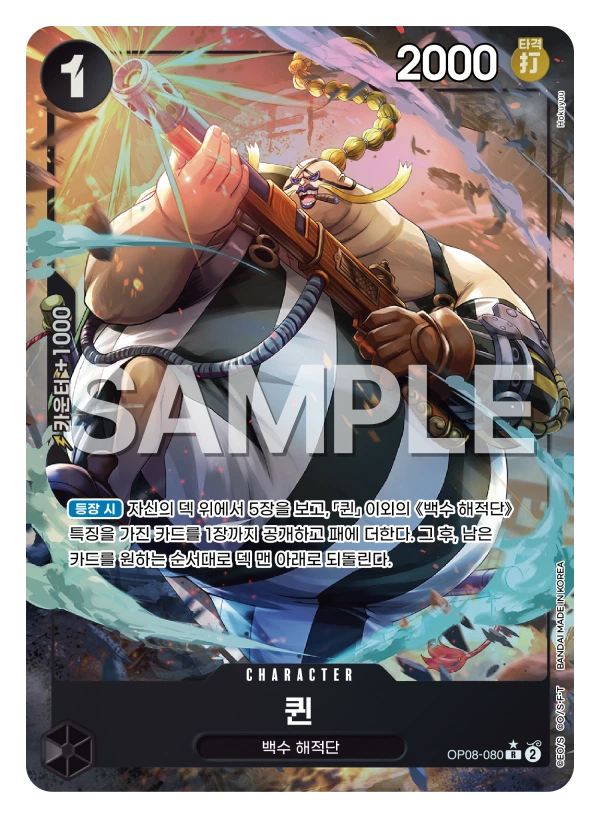 1
2000
타격
打
Hokuyuu
카운터+1000
SAMPLE
등장 시 자신의 덱 위에서 5장을 보고, 「퀸」 이외의 《백수 해적단》
특징을 가진 카드를 1장까지 공개하고 패에 더한다. 그 후, 남은
카드를 원하는 순서대로 덱 맨 아래로 되돌린다.
CHARACTER
퀸
백수 해적단
OP08-080 R 2
©EO/S ©O/S·F·T BANDAI MADE IN KOREA